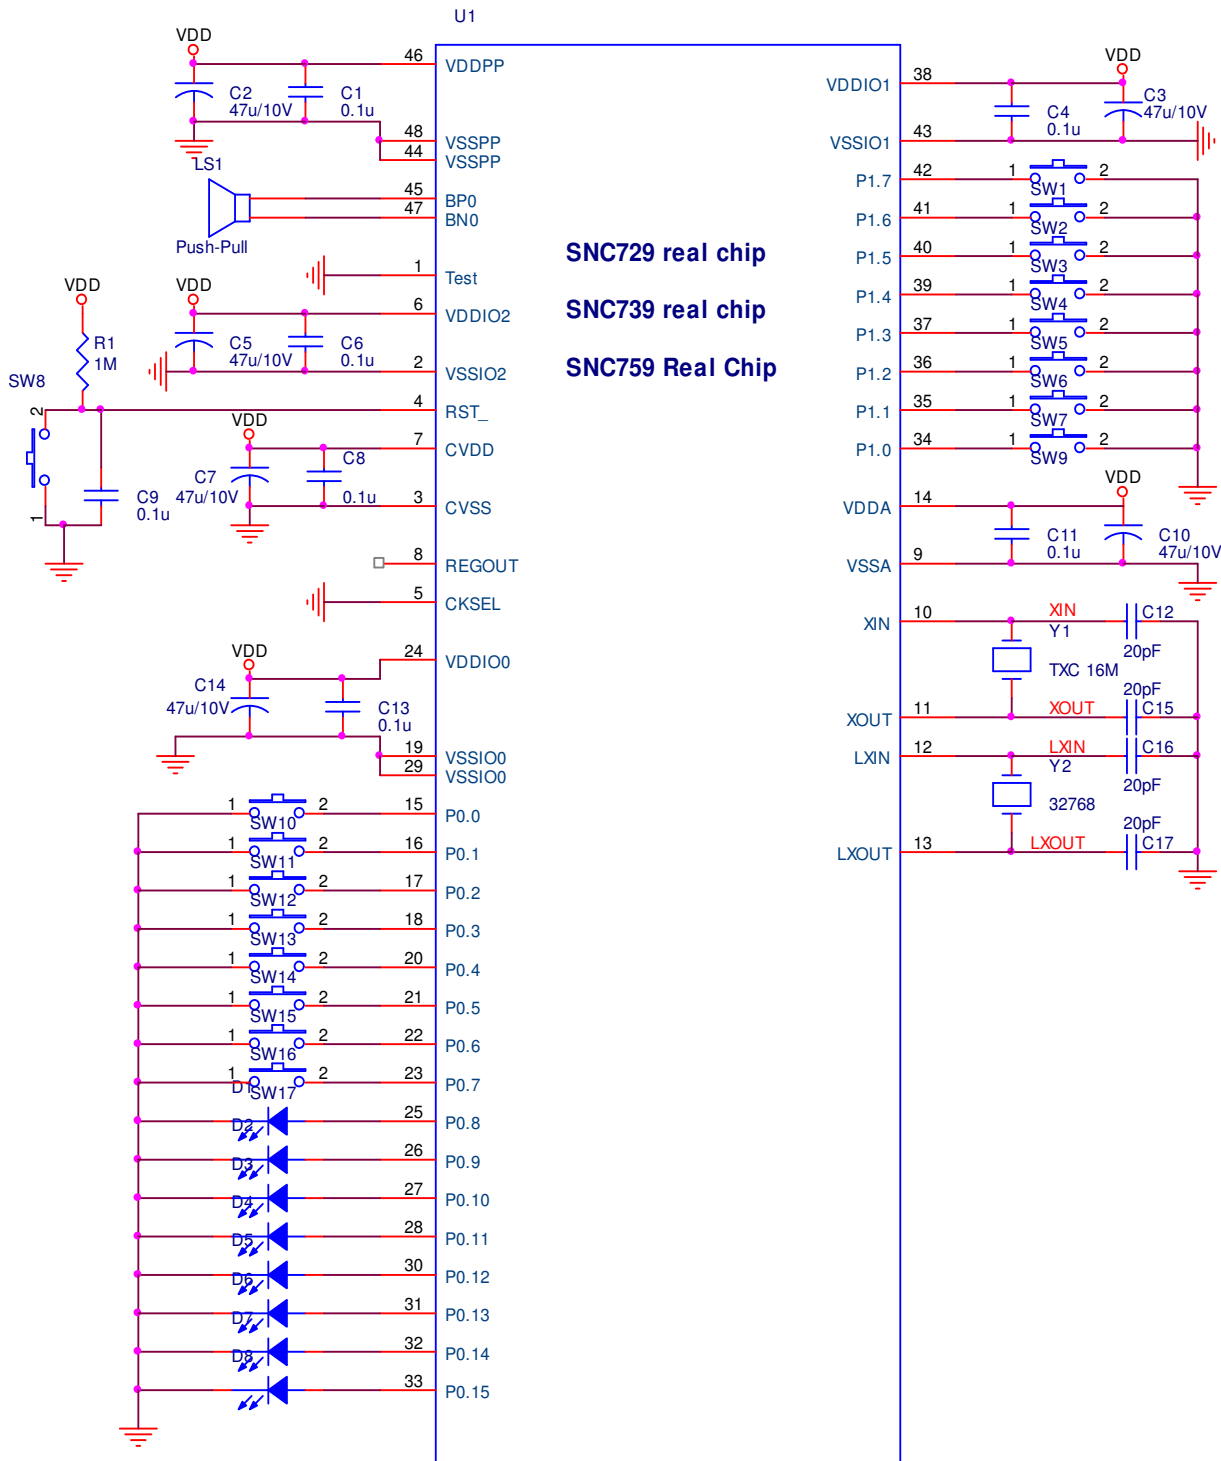 U1
VDD
46
VDDPP
C2
47u/10V
C1
0.1u
48
VSSPP
44
VSSPP
LS1
45
BP0
47
BN0
Push-Pull
1
Test
VDD
VDD
6
VDDIO2
R1
1M
C5
47u/10V
C6
0.1u
2
VSSIO2
SW8
2
1
4
RST_
VDD
7
CVDD
C7
47u/10V
C8
0.1u
C9
0.1u
3
CVSS
8
REGOUT
5
CKSEL
VDD
24
VDDIO0
C14
47u/10V
C13
0.1u
19
VSSIO0
29
VSSIO0
1 SW10 2 15 P0.0
1 SW11 2 16 P0.1
1 SW12 2 17 P0.2
1 SW13 2 18 P0.3
1 SW14 2 20 P0.4
1 SW15 2 21 P0.5
1 SW16 2 22 P0.6
1 SW17 2 23 P0.7
D1 25 P0.8
D2 26 P0.9
D3 27 P0.10
D4 28 P0.11
D5 30 P0.12
D6 31 P0.13
D7 32 P0.14
D8 33 P0.15
SNC729 real chip
SNC739 real chip
SNC759 Real Chip
VDD
VDDIO1 38
C4
0.1u
C3
47u/10V
VSSIO1 43
P1.7 42 1 SW1 2
P1.6 41 1 SW2 2
P1.5 40 1 SW3 2
P1.4 39 1 SW4 2
P1.3 37 1 SW5 2
P1.2 36 1 SW6 2
P1.1 35 1 SW7 2
P1.0 34 1 SW9 2
VDD
VDDA 14
C11
0.1u
C10
47u/10V
VSSA 9
XIN 10 XIN C12
Y1
20pF
TXC 16M
20pF
XOUT 11 XOUT C15
LXIN 12 LXIN C16
Y2
20pF
32768
20pF
LXOUT 13 LXOUT C17